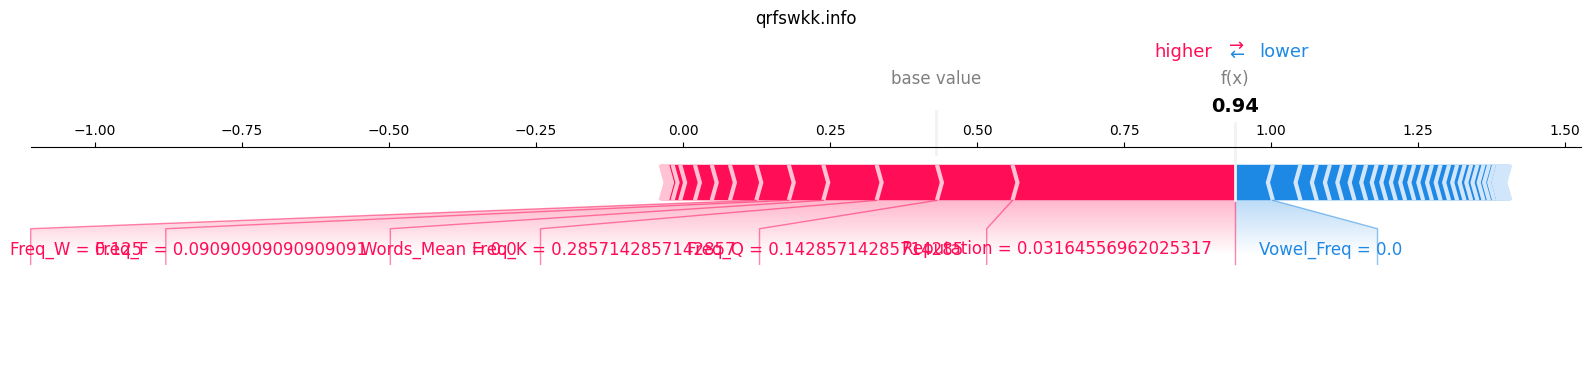 qrfswkk.info
higher ⇄ lower
base value f(x)
0.94
−1.00 −0.75 −0.50 −0.25 0.00 0.25 0.50 0.75 1.00 1.25 1.50
Freq_W = 0.125 Freq_F = 0.09090909090909091 Words_Mean = 0.0 Freq_K = 0.2857142857142857 Freq_Q = 0.14285714285714285 Reputation = 0.03164556962025317 Vowel_Freq = 0.0